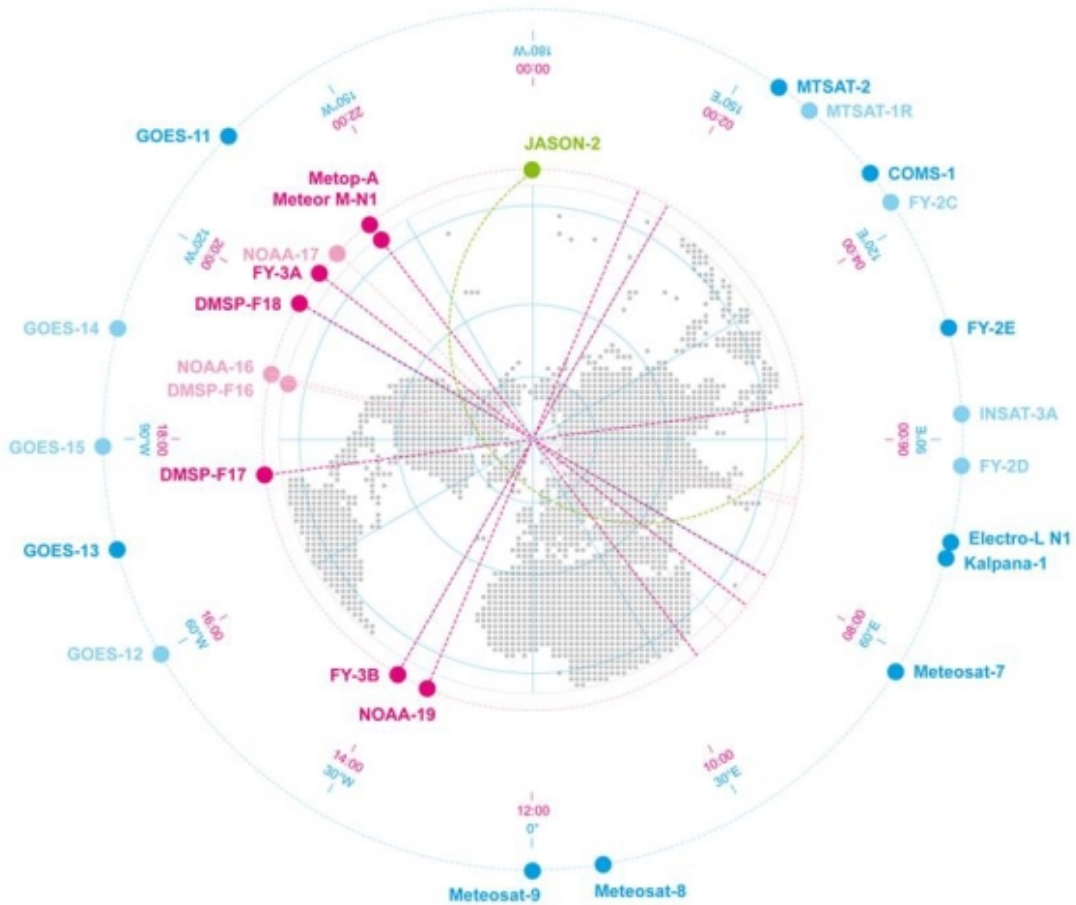 180°W
00:00
150°W
22:00
150°E
02:00
MTSAT-2
MTSAT-1R
GOES-11
JASON-2
COMS-1
FY-2C
Metop-A
Meteor M-N1
120°W
20:00
120°E
04:00
NOAA-17
FY-3A
DMSP-F18
GOES-14
FY-2E
NOAA-16
DMSP-F16
INSAT-3A
GOES-15
90°W
18:00
06:00
90°E
FY-2D
DMSP-F17
GOES-13
Electro-L N1
Kalpana-1
16:00
60°W
08:00
60°E
GOES-12
FY-3B
NOAA-19
Meteosat-7
14:00
30°W
10:00
30°E
12:00
0°
Meteosat-9
Meteosat-8